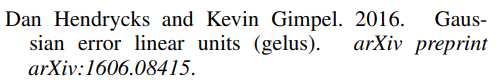 Dan Hendrycks and Kevin Gimpel. 2016. Gaus-
sian error linear units (gelus). arXiv preprint
arXiv:1606.08415.